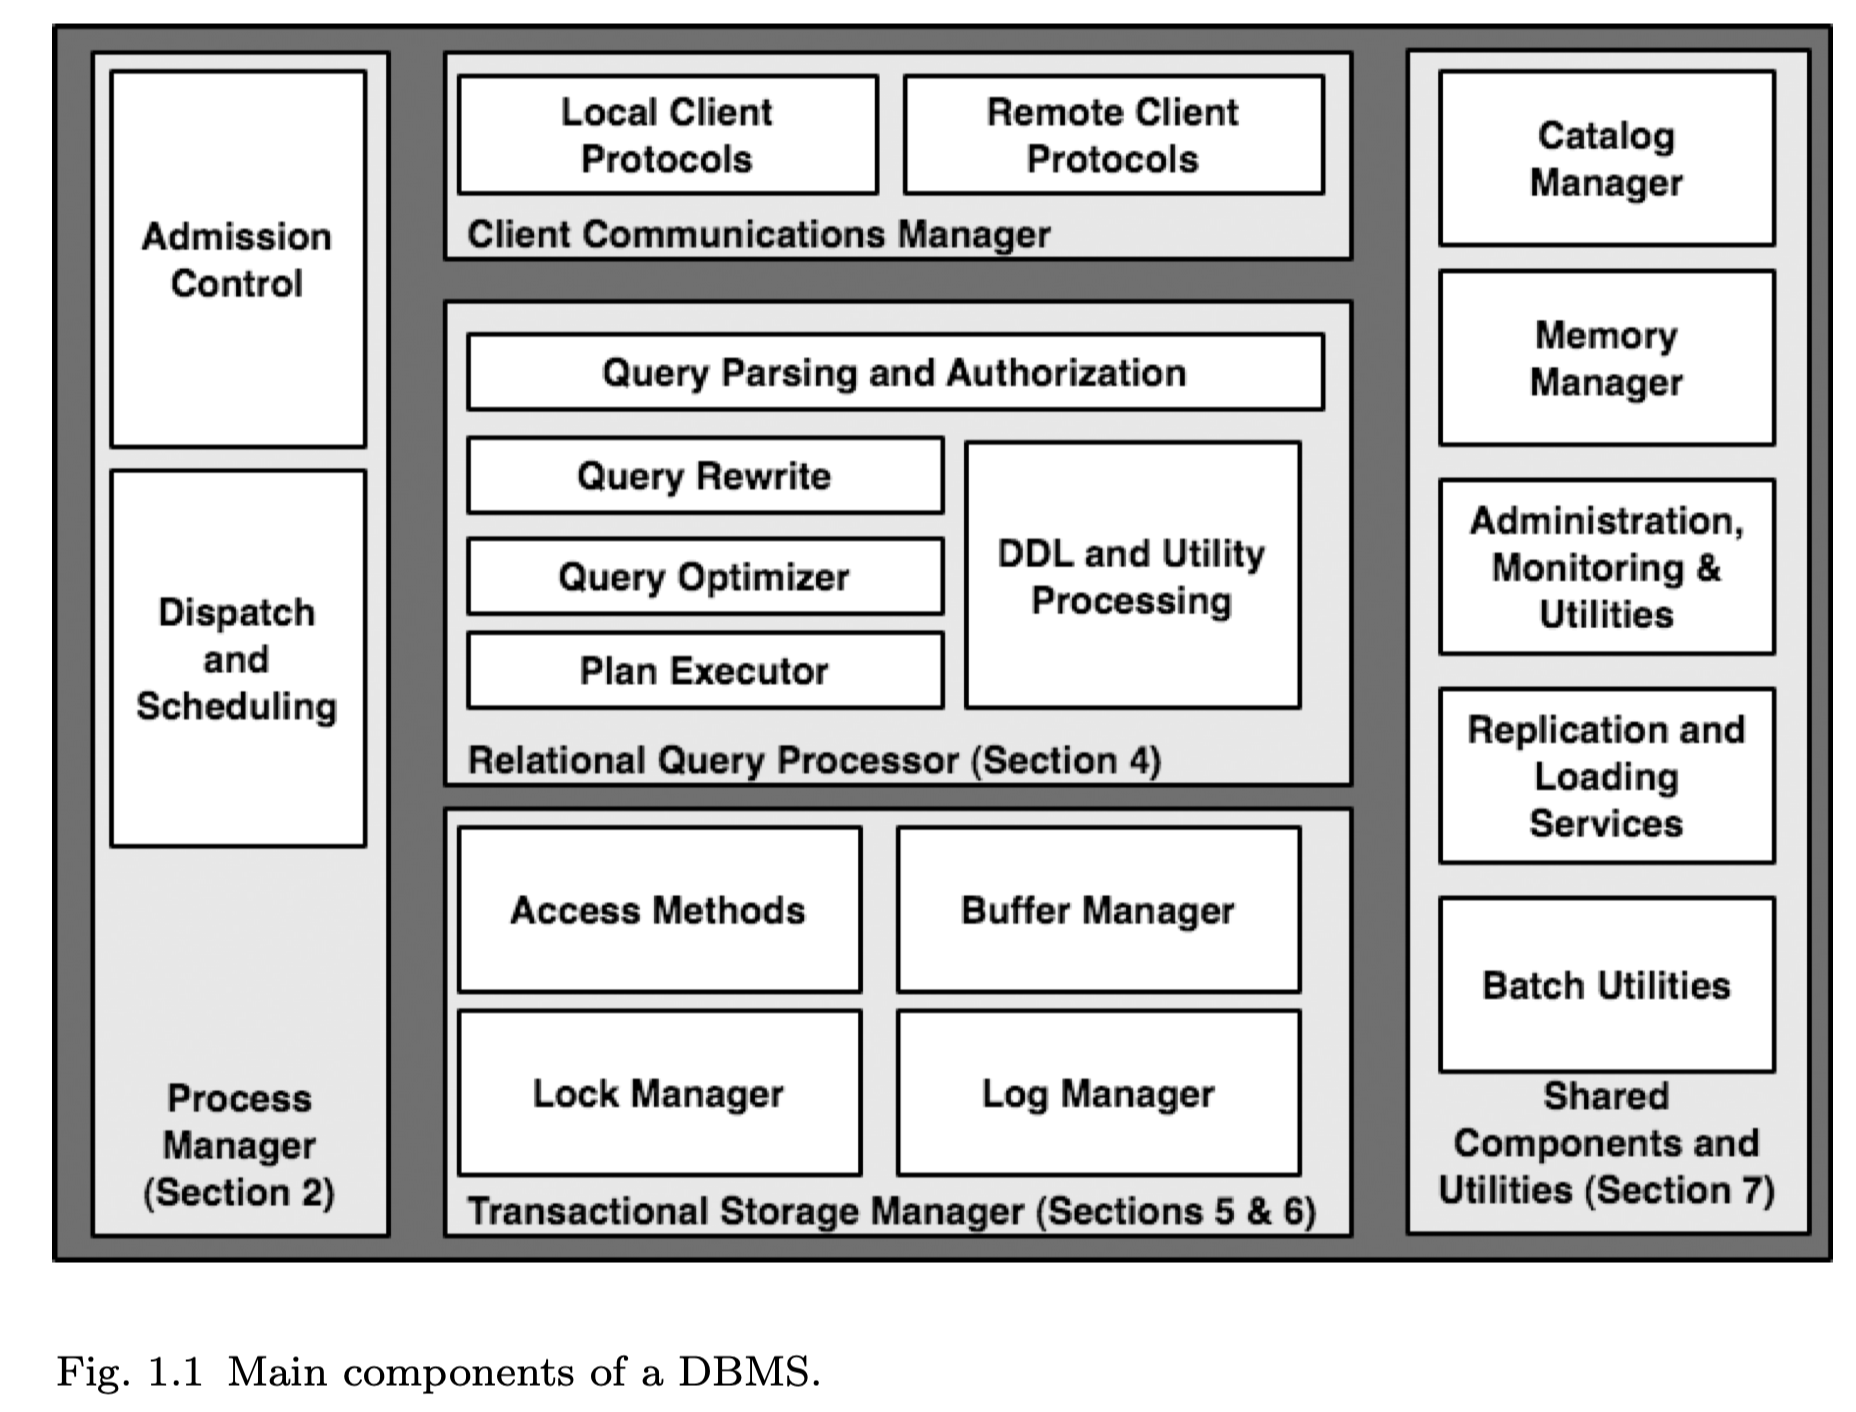 Admission
Control
Dispatch
and
Scheduling
Process
Manager
(Section 2)
Local Client
Protocols
Remote Client
Protocols
Client Communications Manager
Query Parsing and Authorization
Query Rewrite
Query Optimizer
Plan Executor
DDL and Utility
Processing
Relational Query Processor (Section 4)
Access Methods
Buffer Manager
Lock Manager
Log Manager
Transactional Storage Manager (Sections 5 & 6)
Catalog
Manager
Memory
Manager
Administration,
Monitoring &
Utilities
Replication and
Loading
Services
Batch Utilities
Shared
Components and
Utilities (Section 7)
Fig. 1.1 Main components of a DBMS.